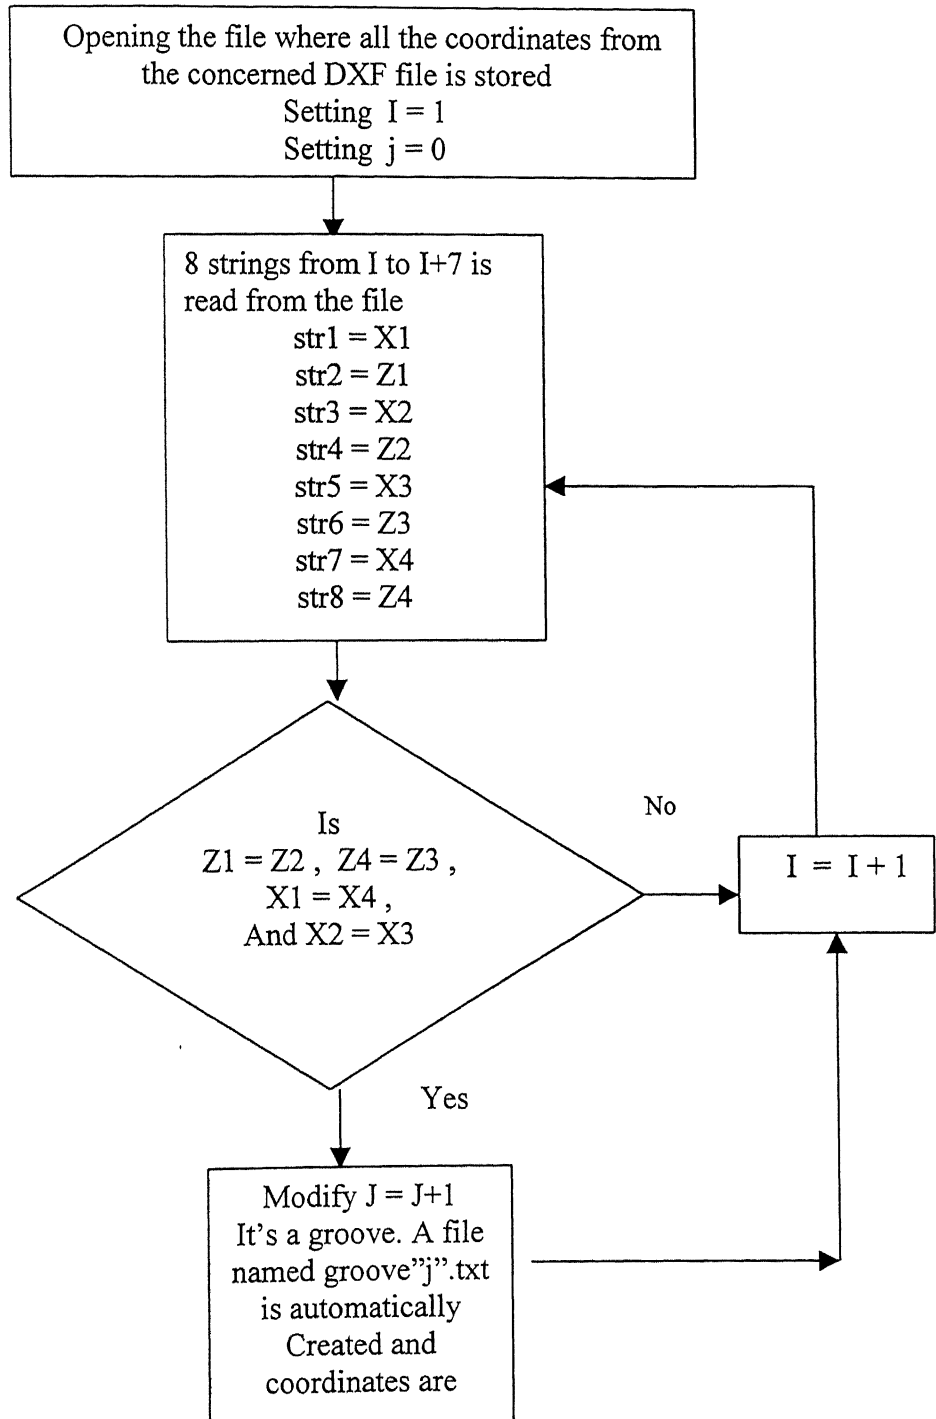 Opening the file where all the coordinates from
the concerned DXF file is stored
Setting I = 1
Setting j = 0
8 strings from I to I+7 is
read from the file
str1 = X1
str2 = Z1
str3 = X2
str4 = Z2
str5 = X3
str6 = Z3
str7 = X4
str8 = Z4
Is
Z1 = Z2 , Z4 = Z3 ,
X1 = X4 ,
And X2 = X3
No
I = I + 1
Yes
Modify J = J+1
It's a groove. A file
named groove"j".txt
is automatically
Created and
coordinates are